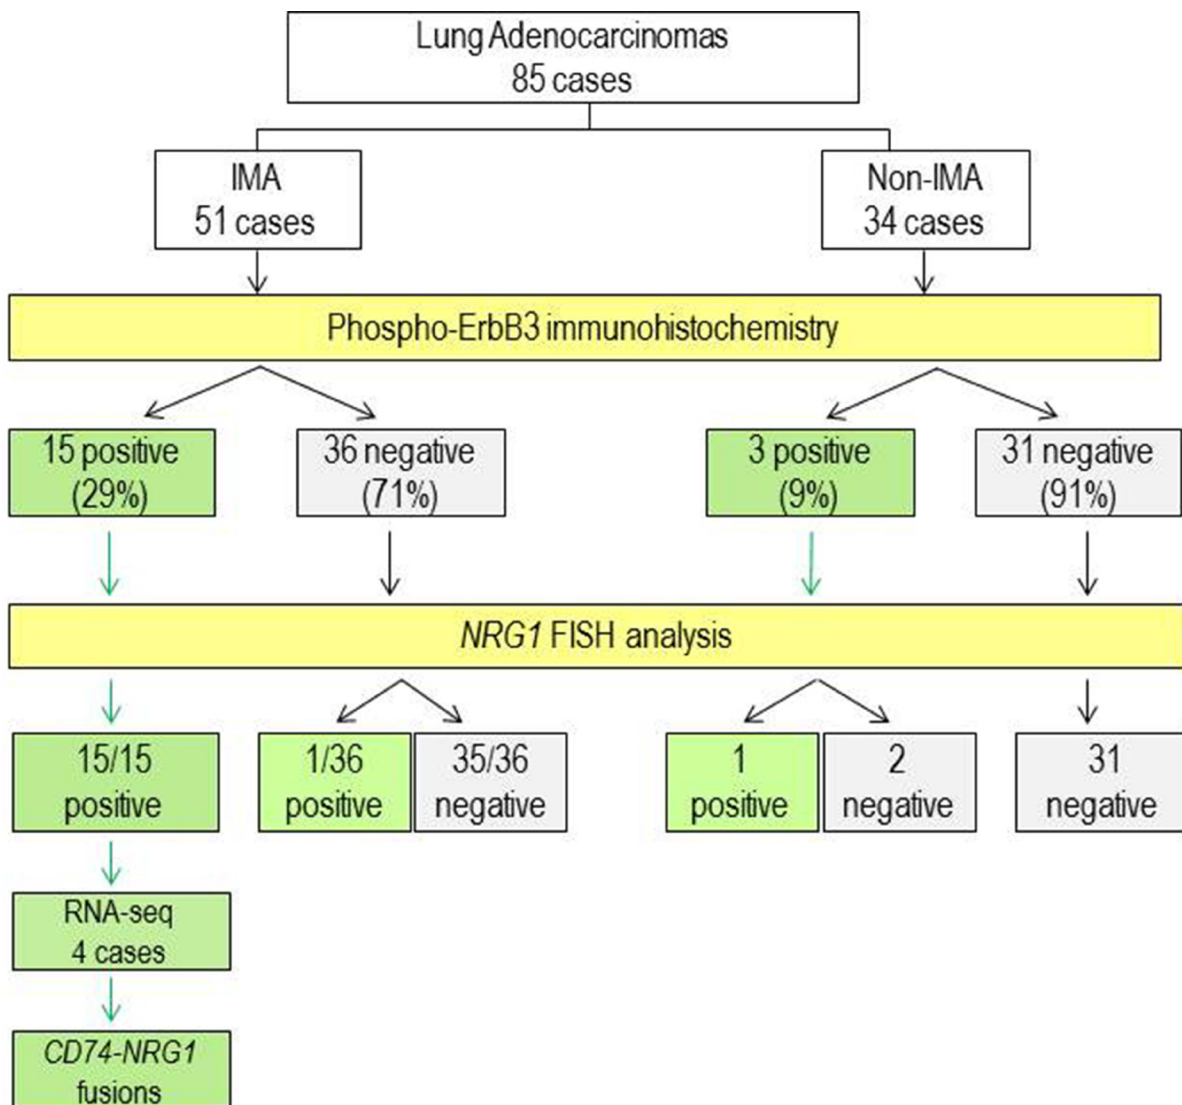 Lung Adenocarcinomas
85 cases
IMA
51 cases
Non-IMA
34 cases
Phospho-ErbB3 immunohistochemistry
15 positive
(29%)
36 negative
(71%)
3 positive
(9%)
31 negative
(91%)
NRG1 FISH analysis
15/15
positive
1/36
positive
35/36
negative
1
positive
2
negative
31
negative
RNA-seq
4 cases
CD74-NRG1
fusions